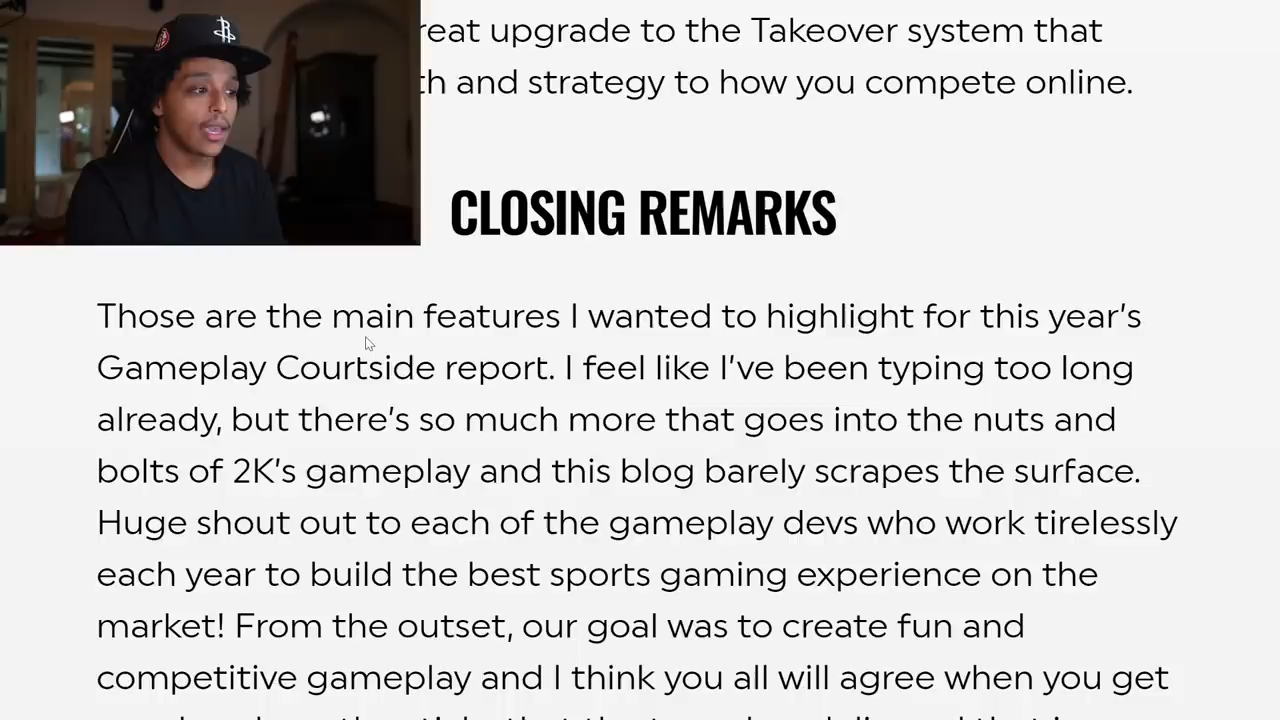 reat upgrade to the Takeover system that
th and strategy to how you compete online.
CLOSING REMARKS
Those are the main features I wanted to highlight for this year’s
Gameplay Courtside report. I feel like I’ve been typing too long
already, but there’s so much more that goes into the nuts and
bolts of 2K’s gameplay and this blog barely scrapes the surface.
Huge shout out to each of the gameplay devs who work tirelessly
each year to build the best sports gaming experience on the
market! From the outset, our goal was to create fun and
competitive gameplay and I think you all will agree when you get